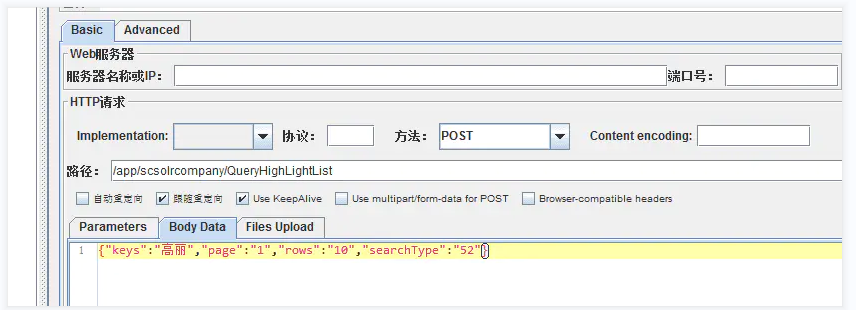 Basic Advanced
Web服务器
服务器名称或IP： 端口号：
HTTP请求
Implementation: 协议： 方法： POST Content encoding:
路径： /app/scsolrcompany/QueryHighLightList
自动重定向 跟随重定向 Use KeepAlive Use multipart/form-data for POST Browser-compatible headers
Parameters Body Data Files Upload
1 {"keys":"高丽","page":"1","rows":"10","searchType":"52"}